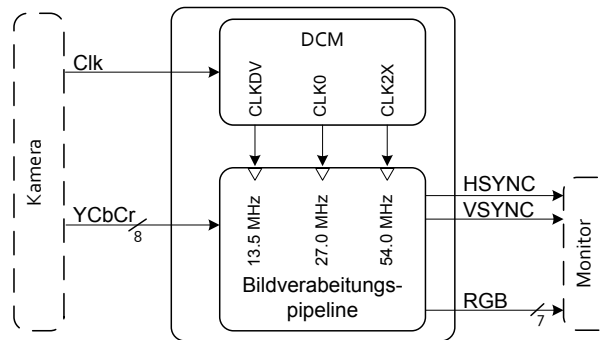 DCM
Clk
CLKDV
CLK0
CLK2X
Kamera
YCbCr
8
13.5 MHz
27.0 MHz
54.0 MHz
Bildverabeitungs-
pipeline
HSYNC
VSYNC
RGB
7
Monitor